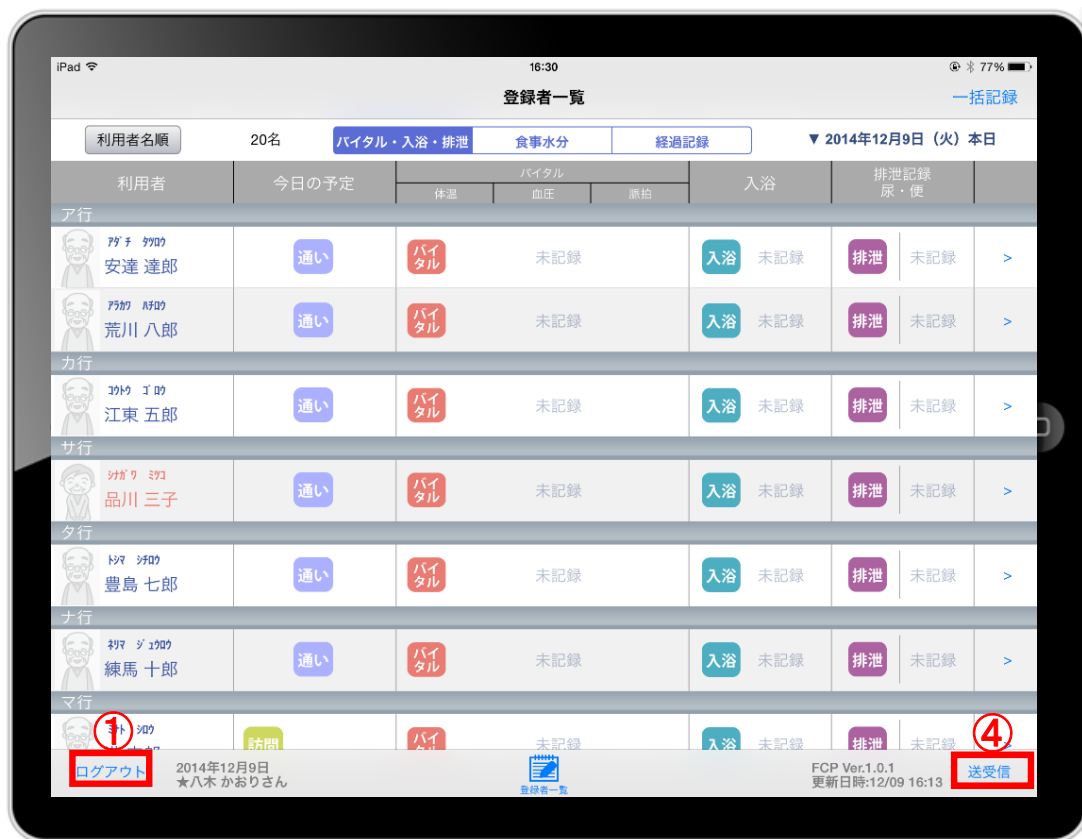 iPad 16:30 77%
登録者一覧 一括記録
利用者名順 20名 バイタル・入浴・排泄 食事水分 経過記録 ▼ 2014年12月9日（火）本日
利用者 今日の予定 バイタル 入浴 排泄記録
尿・便
体温 血圧 脈拍
ア行
ｱﾀﾞﾁ ﾀﾂﾛｳ
安達 達郎 通い バイタル 未記録 入浴 未記録 排泄 未記録 >
ｱﾗｶﾜ ﾊﾁﾛｳ
荒川 八郎 通い バイタル 未記録 入浴 未記録 排泄 未記録 >
カ行
ｺｳﾄｳ ｺﾞﾛｳ
江東 五郎 通い バイタル 未記録 入浴 未記録 排泄 未記録 >
サ行
ｼﾅｶﾞﾜ ﾐﾂｺ
品川 三子 通い バイタル 未記録 入浴 未記録 排泄 未記録 >
タ行
ﾄｼﾏ ｼﾁﾛｳ
豊島 七郎 通い バイタル 未記録 入浴 未記録 排泄 未記録 >
ナ行
ﾈﾘﾏ ｼﾞｭｳﾛｳ
練馬 十郎 通い バイタル 未記録 入浴 未記録 排泄 未記録 >
マ行
① ｼﾛｳ ④
訪問 バイタル 未記録 入浴 未記録 排泄 未記録
ログアウト 2014年12月9日 FCP Ver.1.0.1 送受信
★八木 かおりさん 登録者一覧 更新日時:12/09 16:13